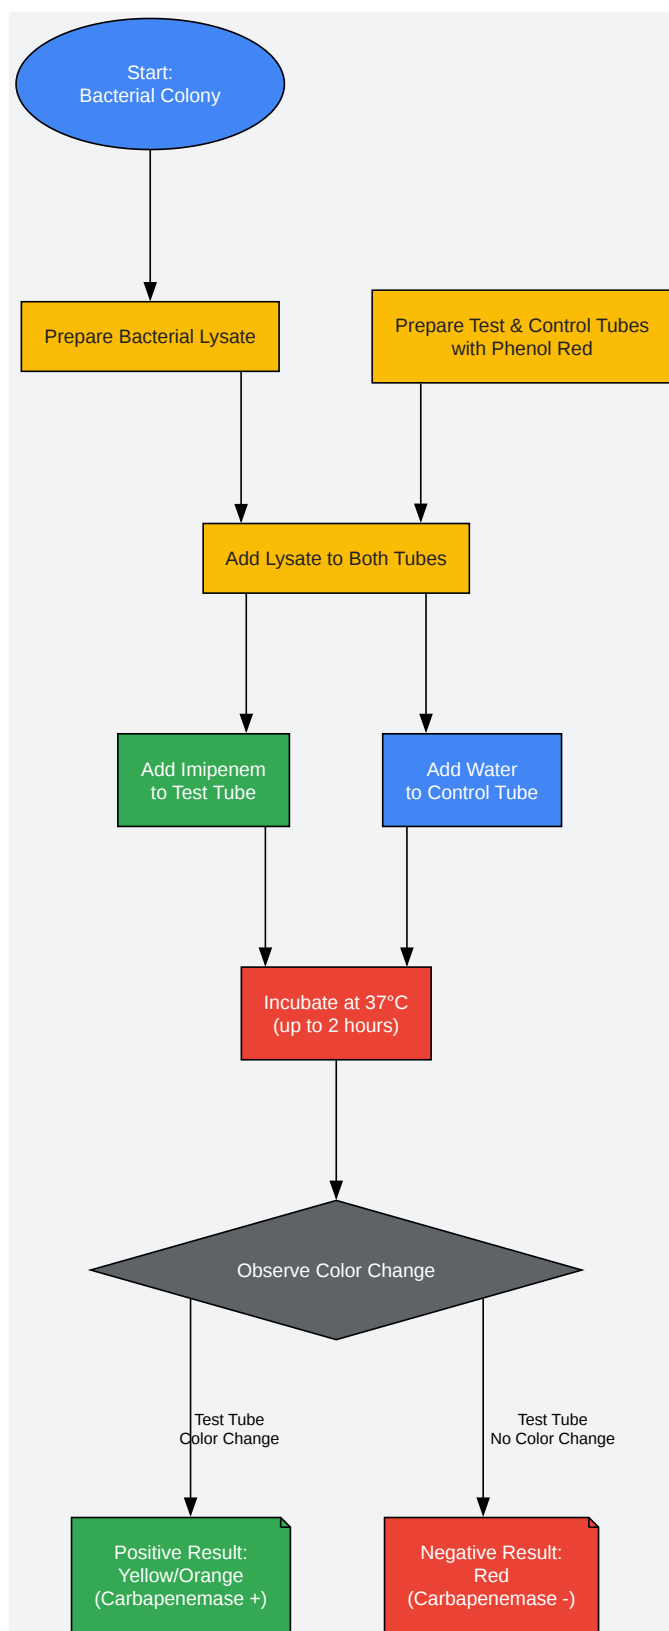 Start:
Bacterial Colony
Prepare Bacterial Lysate
Prepare Test & Control Tubes
with Phenol Red
Add Lysate to Both Tubes
Add Imipenem
to Test Tube
Add Water
to Control Tube
Incubate at 37°C
(up to 2 hours)
Observe Color Change
Test Tube
Color Change
Test Tube
No Color Change
Positive Result:
Yellow/Orange
(Carbapenemase +)
Negative Result:
Red
(Carbapenemase -)